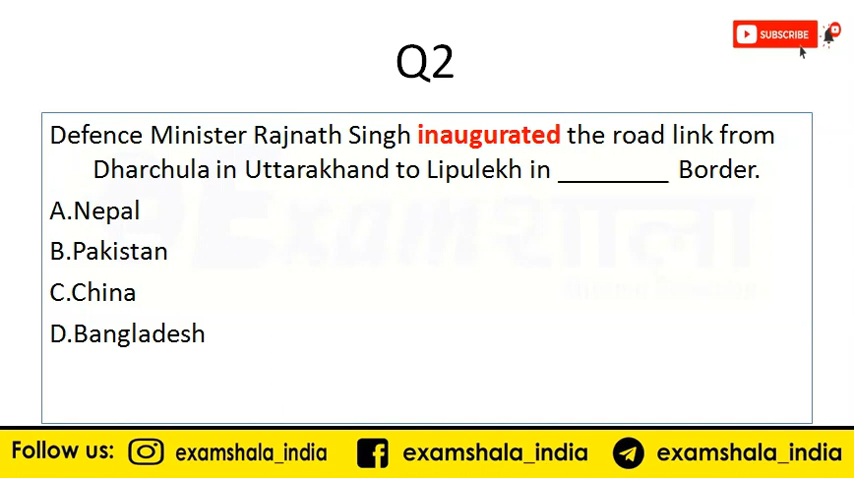 SUBSCRIBE
Q2
Defence Minister Rajnath Singh inaugurated the road link from
Dharchula in Uttarakhand to Lipulekh in ________ Border.
A.Nepal
B.Pakistan
C.China
D.Bangladesh
Examशाला
Follow us: examshala_india examshala_india examshala_india